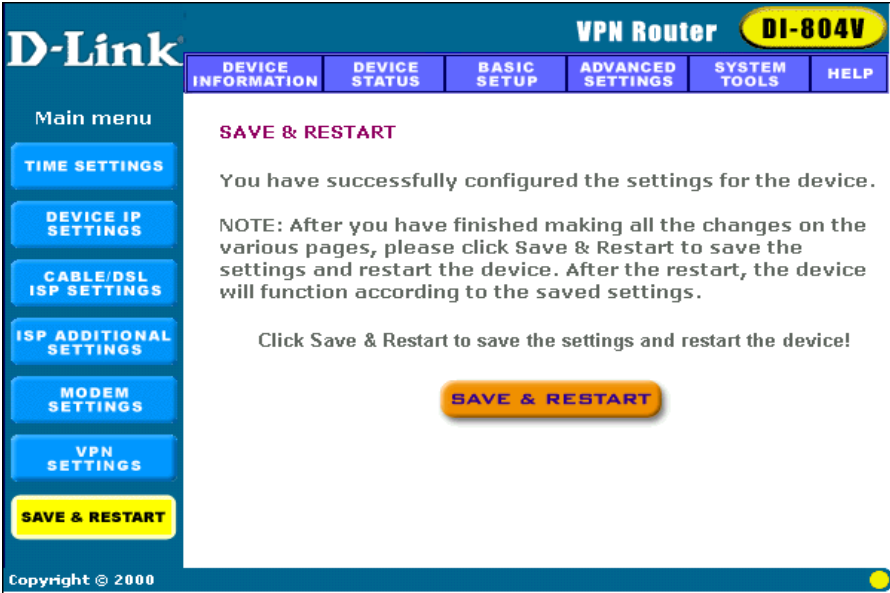 D-Link
VPN Router
DI-804V
DEVICE
INFORMATION
DEVICE
STATUS
BASIC
SETUP
ADVANCED
SETTINGS
SYSTEM
TOOLS
HELP
Main menu
TIME SETTINGS
DEVICE IP
SETTINGS
CABLE/DSL
ISP SETTINGS
ISP ADDITIONAL
SETTINGS
MODEM
SETTINGS
VPN
SETTINGS
SAVE & RESTART
SAVE & RESTART
You have successfully configured the settings for the device.
NOTE: After you have finished making all the changes on the
various pages, please click Save & Restart to save the
settings and restart the device. After the restart, the device
will function according to the saved settings.
Click Save & Restart to save the settings and restart the device!
SAVE & RESTART
Copyright © 2000